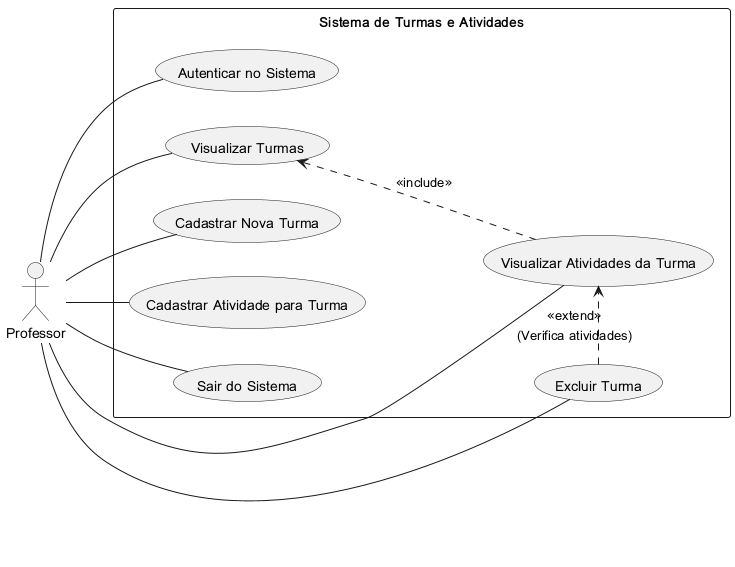 Sistema de Turmas e Atividades
Autenticar no Sistema
Visualizar Turmas
«include»
Cadastrar Nova Turma
Visualizar Atividades da Turma
Cadastrar Atividade para Turma
«extend»
Professor
(Verifica atividades)
Sair do Sistema
Excluir Turma